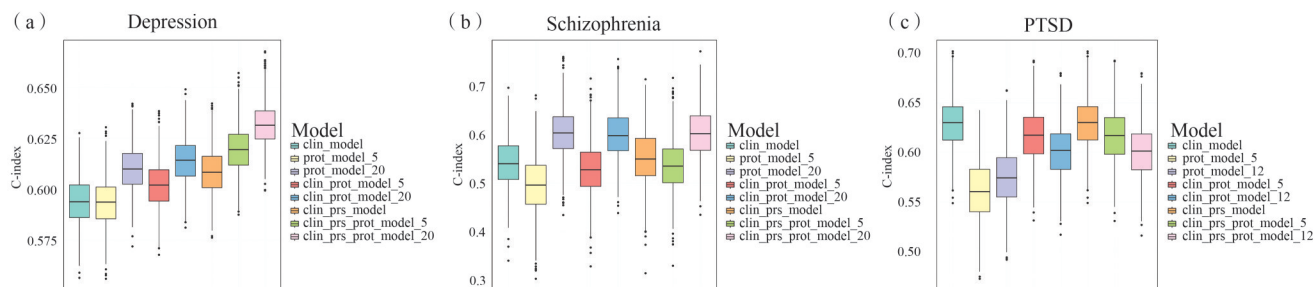 (a) Depression
C-index
0.650
0.625
0.600
0.575
Model
clin_model
prot_model_5
prot_model_20
clin_prot_model_5
clin_prot_model_20
clin_prs_model
clin_prs_prot_model_5
clin_prs_prot_model_20
(b) Schizophrenia
C-index
0.7
0.6
0.5
0.4
0.3
Model
clin_model
prot_model_5
prot_model_20
clin_prot_model_5
clin_prot_model_20
clin_prs_model
clin_prs_prot_model_5
clin_prs_prot_model_20
(c) PTSD
C-index
0.70
0.65
0.60
0.55
0.50
Model
clin_model
prot_model_5
prot_model_12
clin_prot_model_5
clin_prot_model_12
clin_prs_model
clin_prs_prot_model_5
clin_prs_prot_model_12